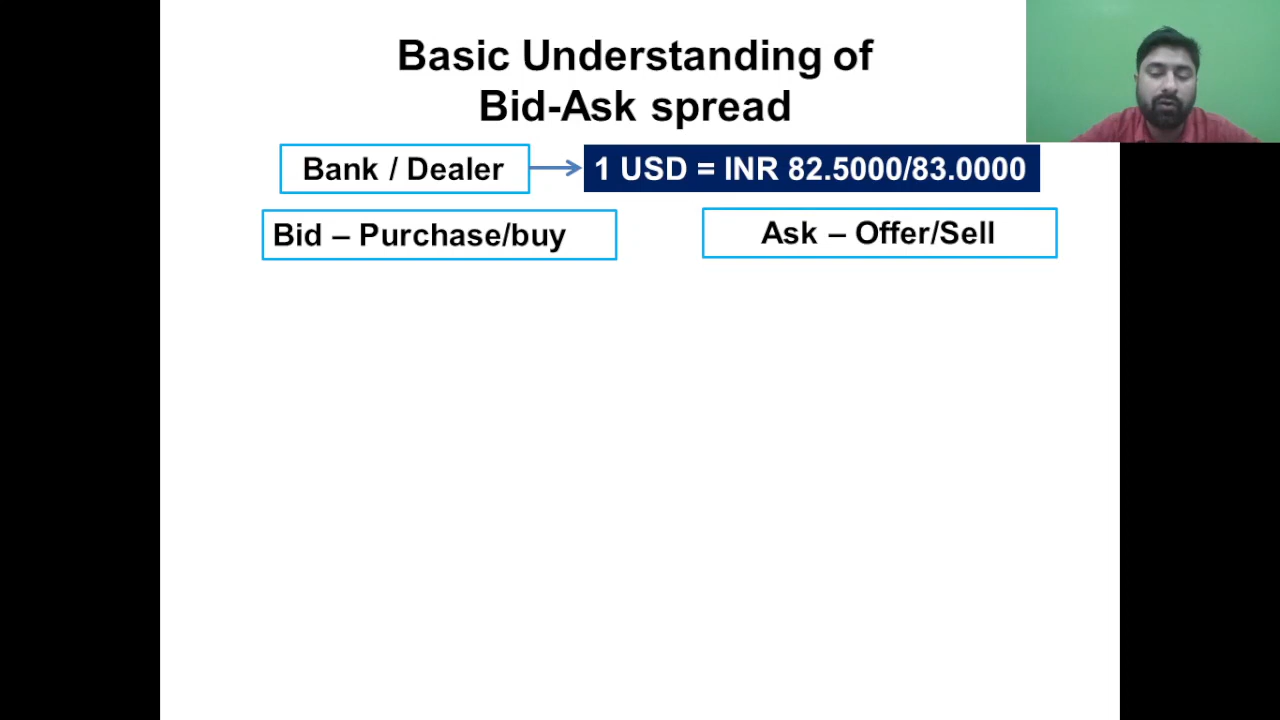 Basic Understanding of
Bid-Ask spread
Bank / Dealer
1 USD = INR 82.5000/83.0000
Bid – Purchase/buy
Ask – Offer/Sell